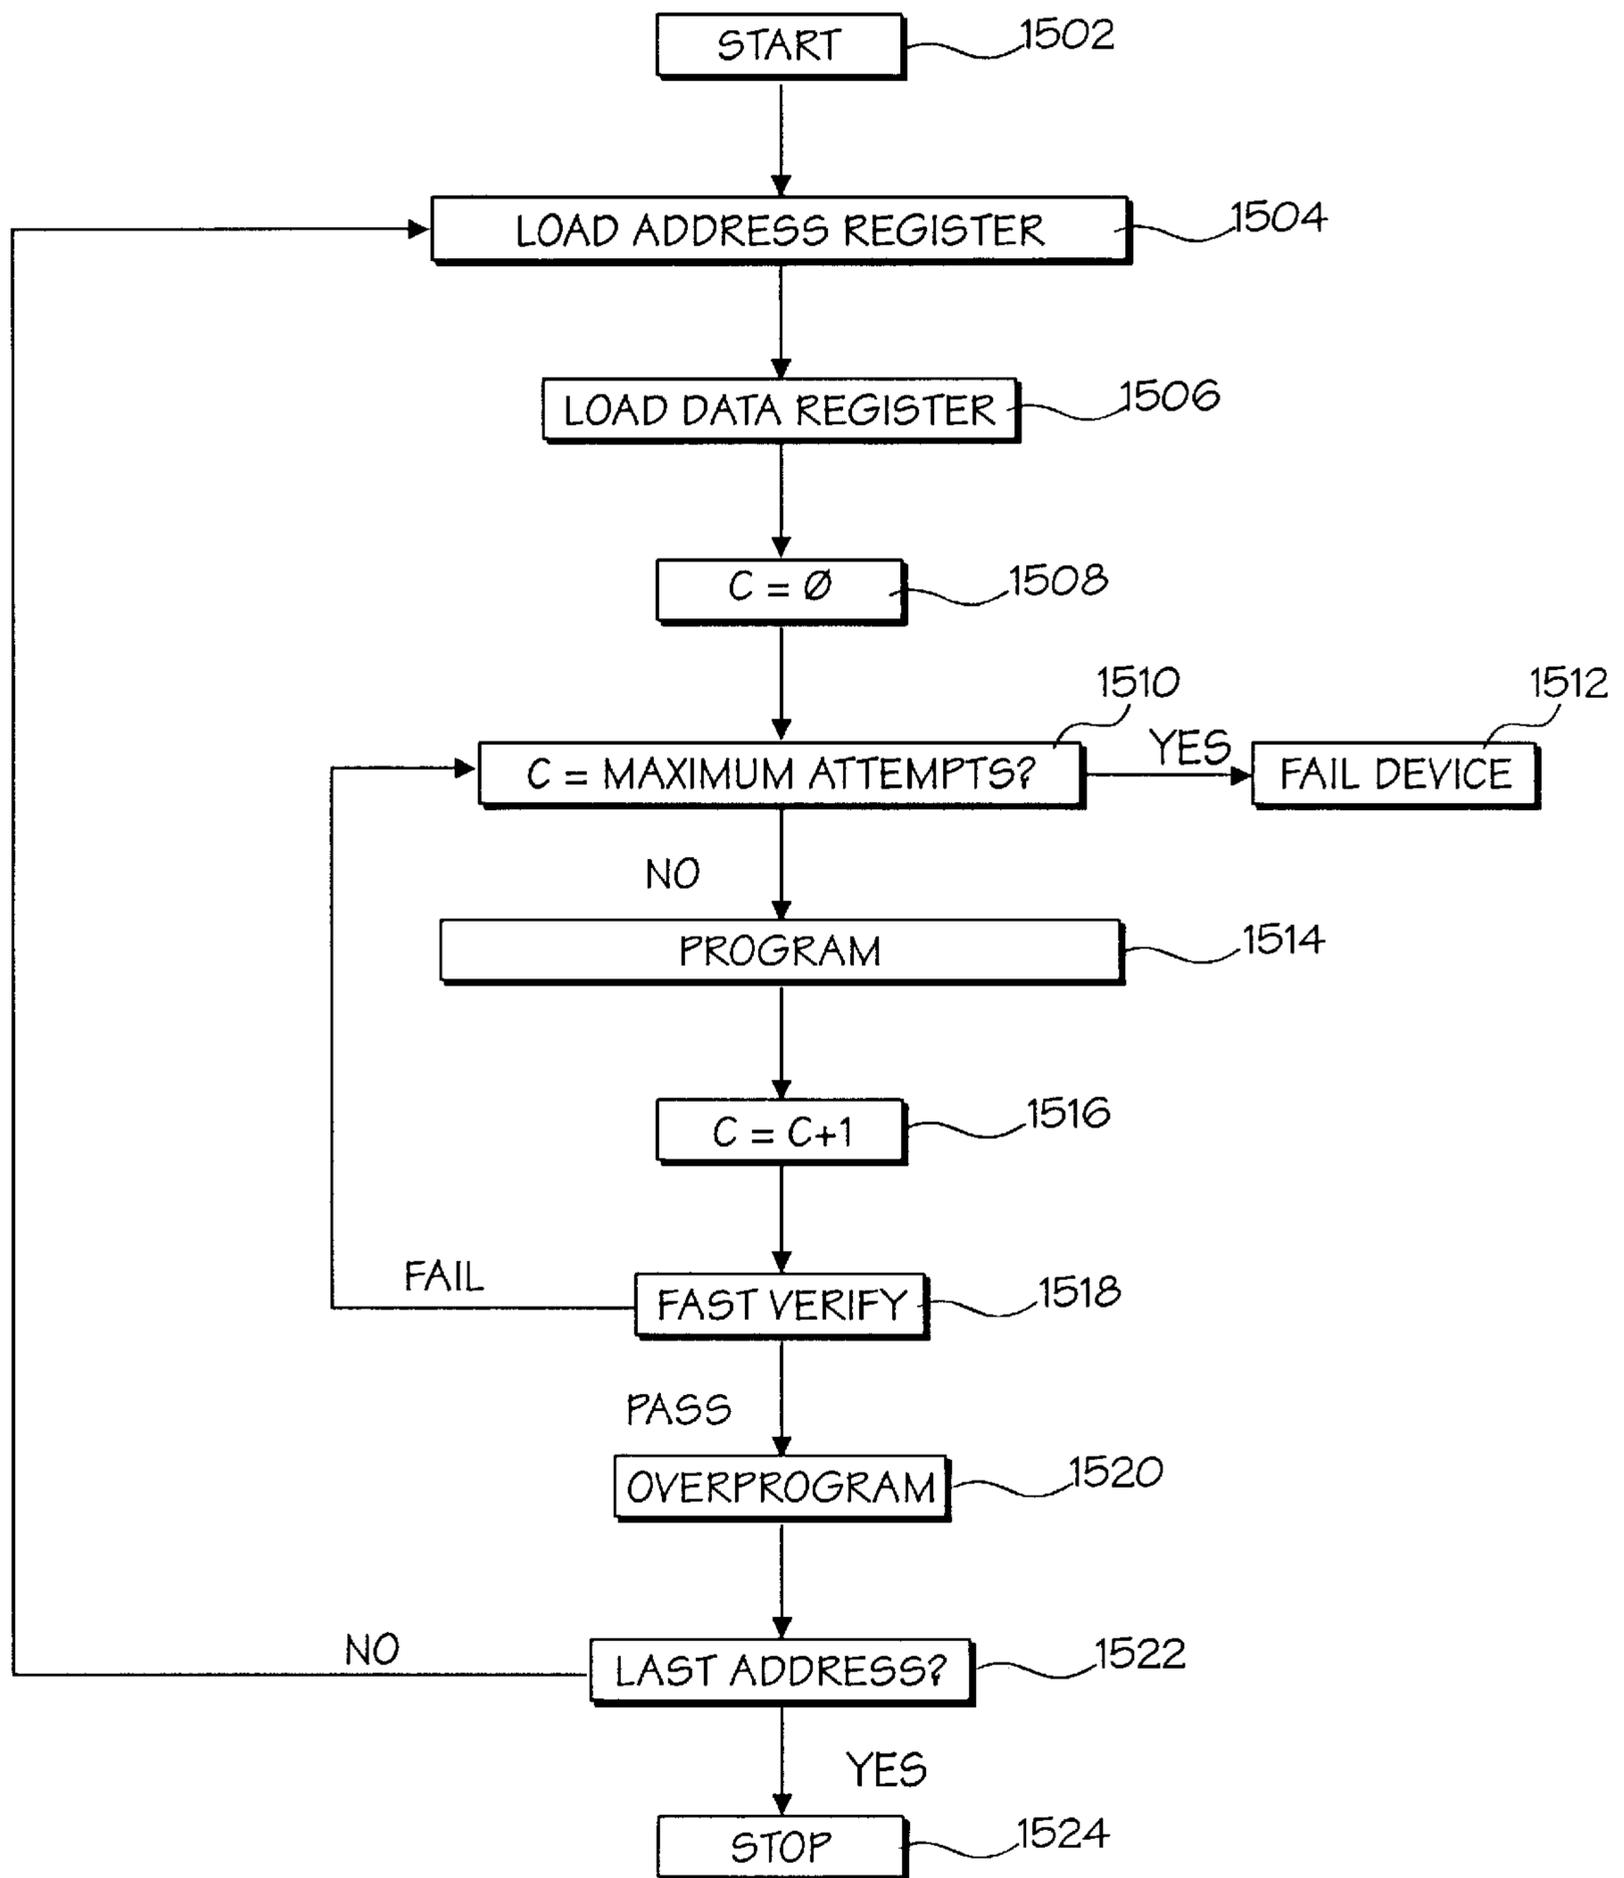 START
1502
LOAD ADDRESS REGISTER
1504
LOAD DATA REGISTER
1506
C = Ø
1508
1510
1512
C = MAXIMUM ATTEMPTS?
YES
FAIL DEVICE
NO
PROGRAM
1514
C = C+1
1516
FAIL
FAST VERIFY
1518
PASS
OVERPROGRAM
1520
NO
LAST ADDRESS?
1522
YES
STOP
1524